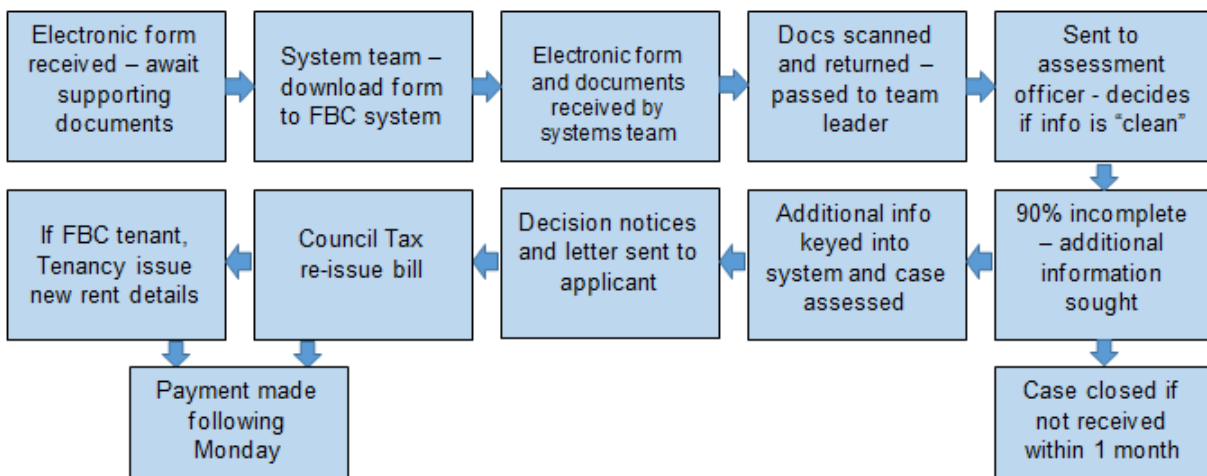 Electronic form
received – await
supporting
documents
System team –
download form
to FBC system
Electronic form
and documents
received by
systems team
Docs scanned
and returned –
passed to team
leader
Sent to
assessment
officer - decides
if info is “clean”
If FBC tenant,
Tenancy issue
new rent details
Council Tax
re-issue bill
Decision notices
and letter sent to
applicant
Additional info
keyed into
system and case
assessed
90% incomplete
– additional
information
sought
Payment made
following
Monday
Case closed if
not received
within 1 month